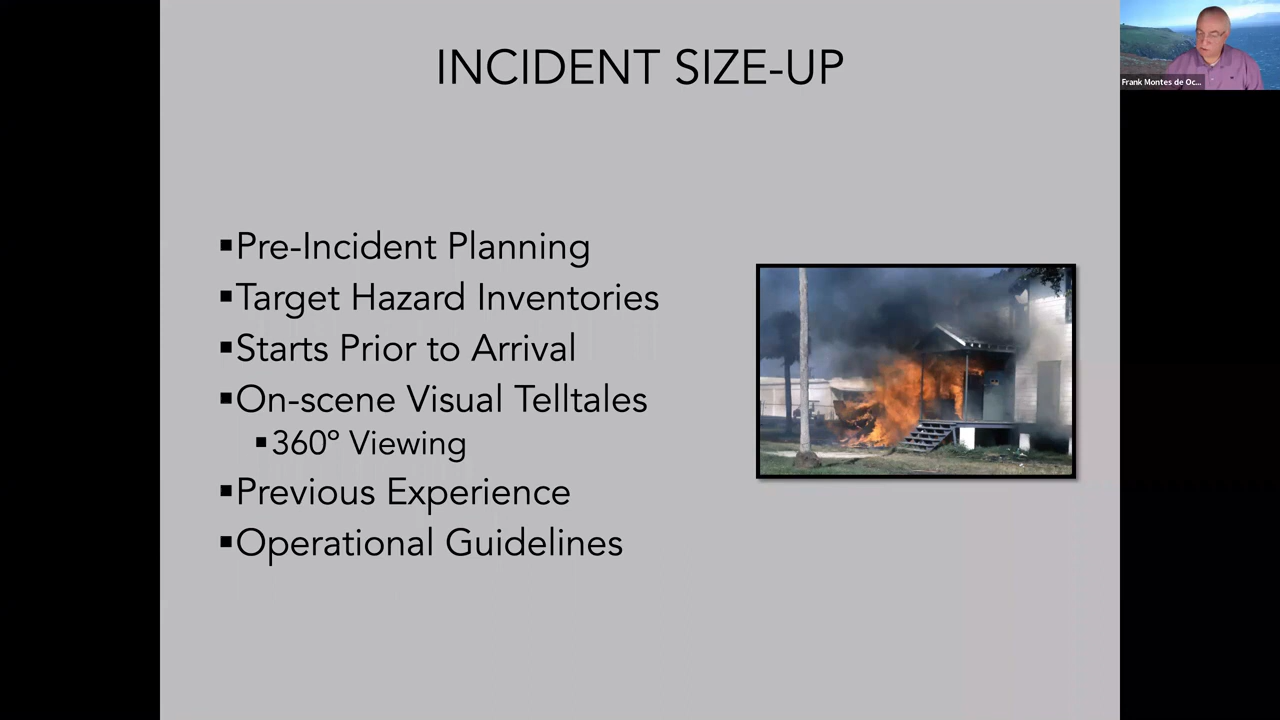 INCIDENT SIZE-UP
Frank Montes de Oc...
▪Pre-Incident Planning
▪Target Hazard Inventories
▪Starts Prior to Arrival
▪On-scene Visual Telltales
▪360º Viewing
▪Previous Experience
▪Operational Guidelines